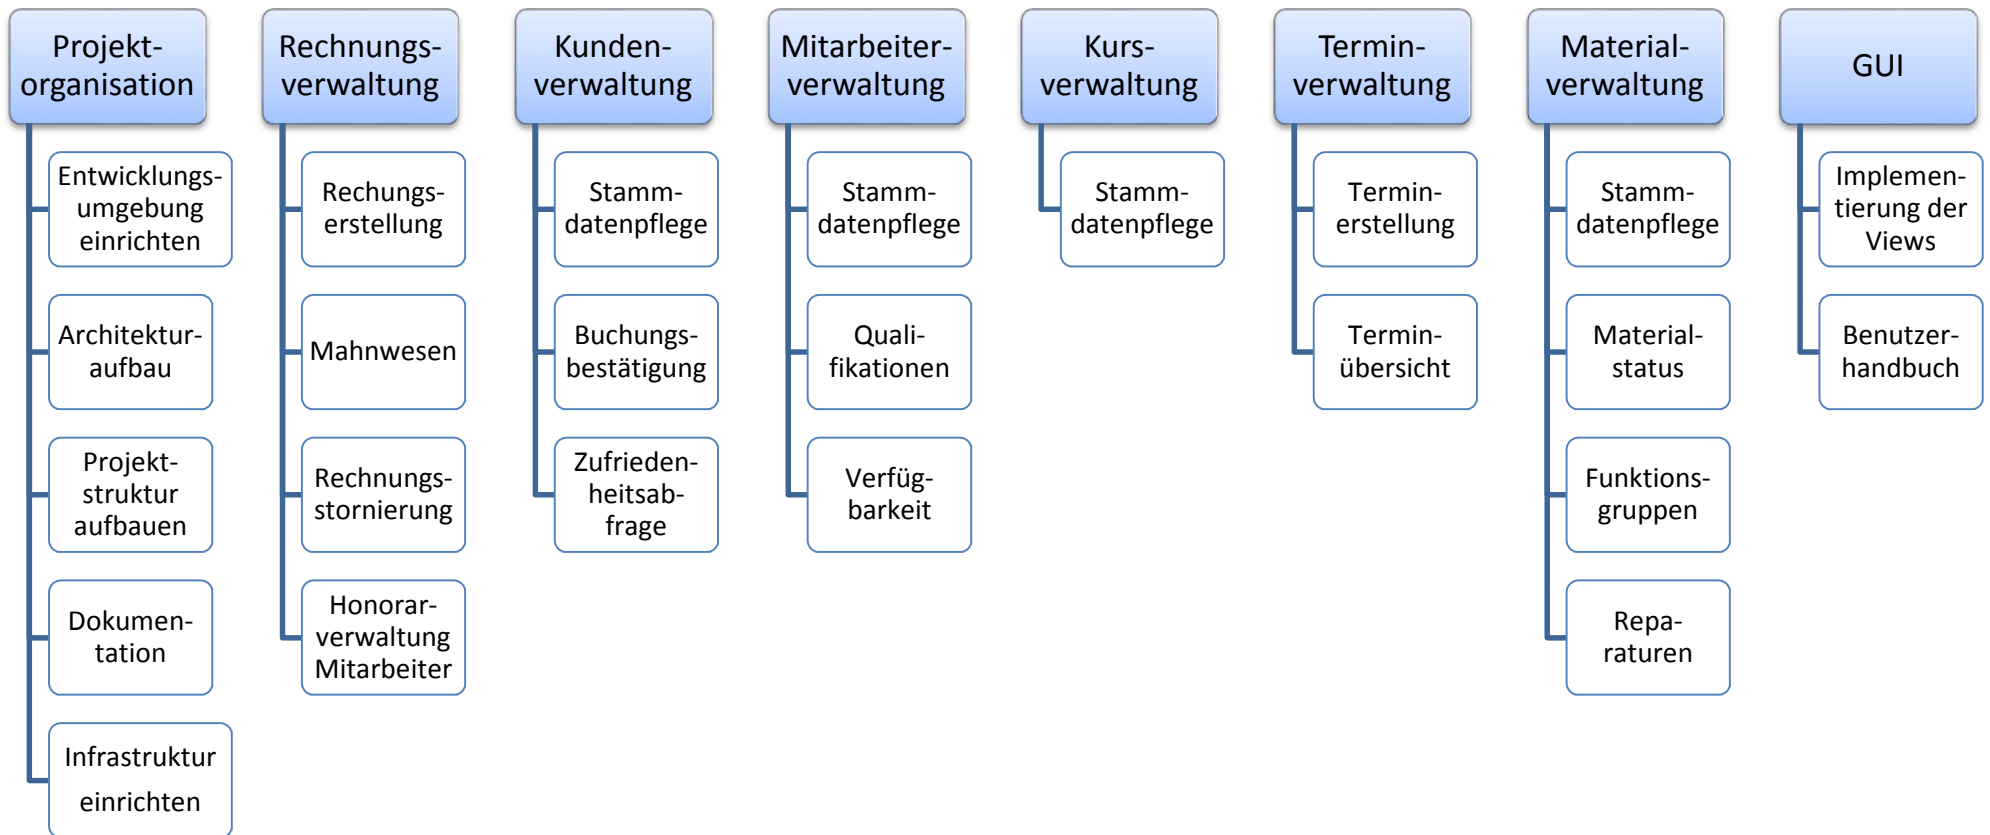 Projekt-
organisation
Entwicklungs-
umgebung
einrichten
Architektur-
aufbau
Projekt-
struktur
aufbauen
Dokumen-
tation
Infrastruktur
einrichten
Rechnungs-
verwaltung
Rechungs-
erstellung
Mahnwesen
Rechnungs-
stornierung
Honorar-
verwaltung
Mitarbeiter
Kunden-
verwaltung
Stamm-
datenpflege
Buchungs-
bestätigung
Zufrieden-
heitsab-
frage
Mitarbeiter-
verwaltung
Stamm-
datenpflege
Quali-
fikationen
Verfüg-
barkeit
Kurs-
verwaltung
Stamm-
datenpflege
Termin-
verwaltung
Termin-
erstellung
Termin-
übersicht
Material-
verwaltung
Stamm-
datenpflege
Material-
status
Funktions-
gruppen
Repa-
raturen
GUI
Implemen-
tierung der
Views
Benutzer-
handbuch